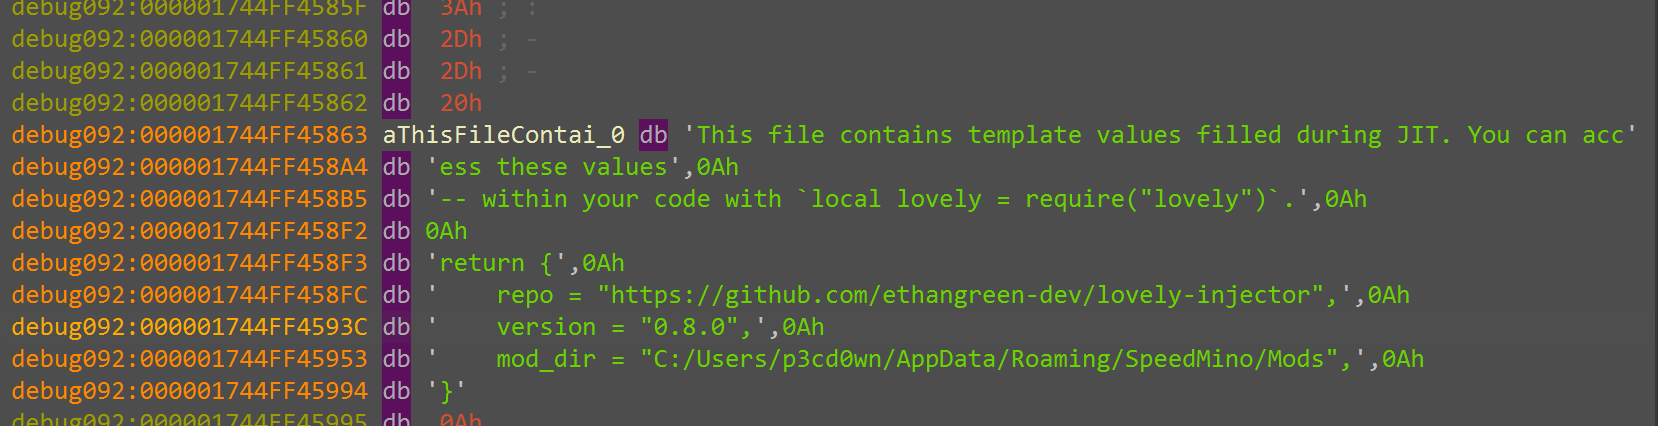 debug092:000001744FF4585F db  3Ah ; :
debug092:000001744FF45860 db  2Dh ; -
debug092:000001744FF45861 db  2Dh ; -
debug092:000001744FF45862 db  20h
debug092:000001744FF45863 aThisFileContai_0 db 'This file contains template values filled during JIT. You can acc'
debug092:000001744FF458A4 db 'ess these values',0Ah
debug092:000001744FF458B5 db '-- within your code with `local lovely = require("lovely")`.',0Ah
debug092:000001744FF458F2 db 0Ah
debug092:000001744FF458F3 db 'return {',0Ah
debug092:000001744FF458FC db '    repo = "https://github.com/ethangreen-dev/lovely-injector",',0Ah
debug092:000001744FF4593C db '    version = "0.8.0",',0Ah
debug092:000001744FF45953 db '    mod_dir = "C:/Users/p3cd0wn/AppData/Roaming/SpeedMino/Mods",',0Ah
debug092:000001744FF45994 db '}'
debug092:000001744FF45995 db  0Ah